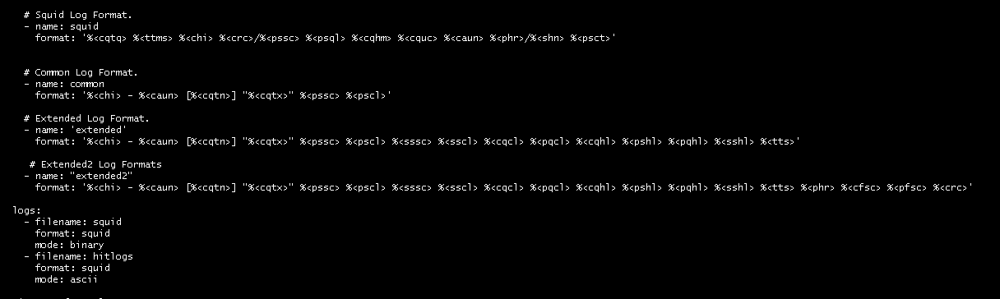 # Squid Log Format.
- name: squid
format: '%<cqtq> %<ttms> %<chi> %<crc>/%<pssc> %<psql> %<cqhm> %<cquc> %<caun> %<phr>/%<shn> %<psct>'
# Common Log Format.
- name: common
format: '%<chi> - %<caun> [%<cqtn>] "%<cqtx>" %<pssc> %<pscl>'
# Extended Log Format.
- name: 'extended'
format: '%<chi> - %<caun> [%<cqtn>] "%<cqtx>" %<pssc> %<pscl> %<sssc> %<sscl> %<cqcl> %<pqcl> %<cqhl> %<pshl> %<pqhl> %<sshl> %<tts>'
# Extended2 Log Formats
- name: "extended2"
format: '%<chi> - %<caun> [%<cqtn>] "%<cqtx>" %<pssc> %<pscl> %<sssc> %<sscl> %<cqcl> %<pqcl> %<cqhl> %<pshl> %<pqhl> %<sshl> %<tts> %<phr> %<cfsc> %<pfsc> %<crc>'
logs:
- filename: squid
format: squid
mode: binary
- filename: hitlogs
format: squid
mode: ascii